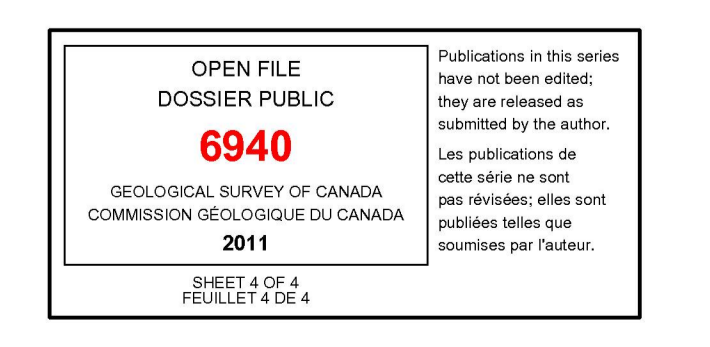 OPEN FILE
DOSSIER PUBLIC
6940
GEOLOGICAL SURVEY OF CANADA
COMMISSION GÉOLOGIQUE DU CANADA
2011
SHEET 4 OF 4
FEUILLET 4 DE 4
Publications in this series
have not been edited;
they are released as
submitted by the author.
Les publications de
cette série ne sont
pas révisées; elles sont
publiées telles que
soumises par l'auteur.